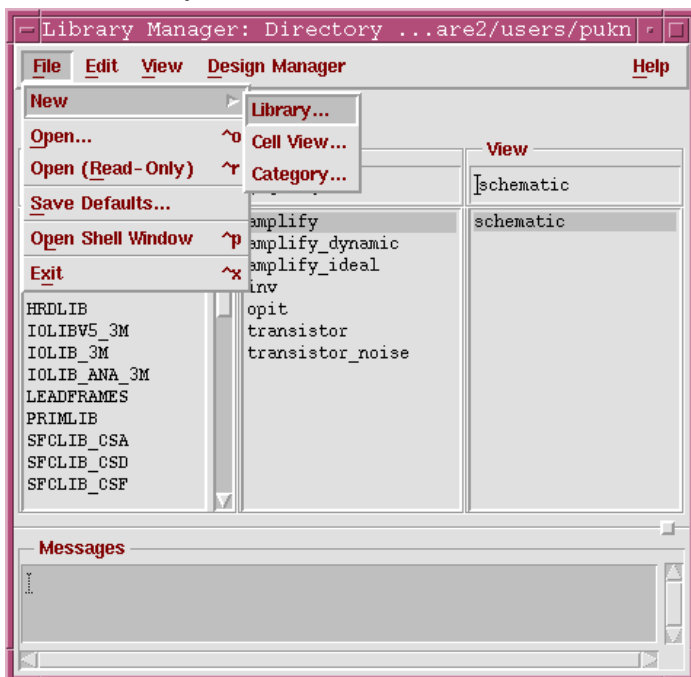 Library Manager: Directory ...are2/users/pukn
File Edit View Design Manager Help
New
Open... ^o
Open (Read-Only) ^r
Save Defaults...
Open Shell Window ^p
Exit ^x
Library...
Cell View...
Category...
HRDLIB
IOLIBV5_3M
IOLIB_3M
IOLIB_ANA_3M
LEADFRAMES
PRIMLIB
SFCLIB_CSA
SFCLIB_CSD
SFCLIB_CSF
amplify
amplify_dynamic
amplify_ideal
inv
opit
transistor
transistor_noise
View
schematic
schematic
Messages